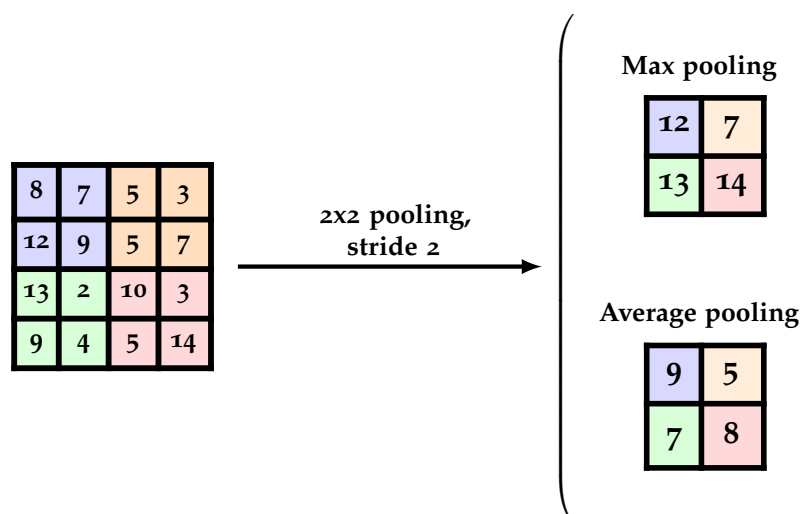 8 7 5 3
12 9 5 7
13 2 10 3
9 4 5 14
2x2 pooling,
stride 2
Max pooling
12 7
13 14
Average pooling
9 5
7 8